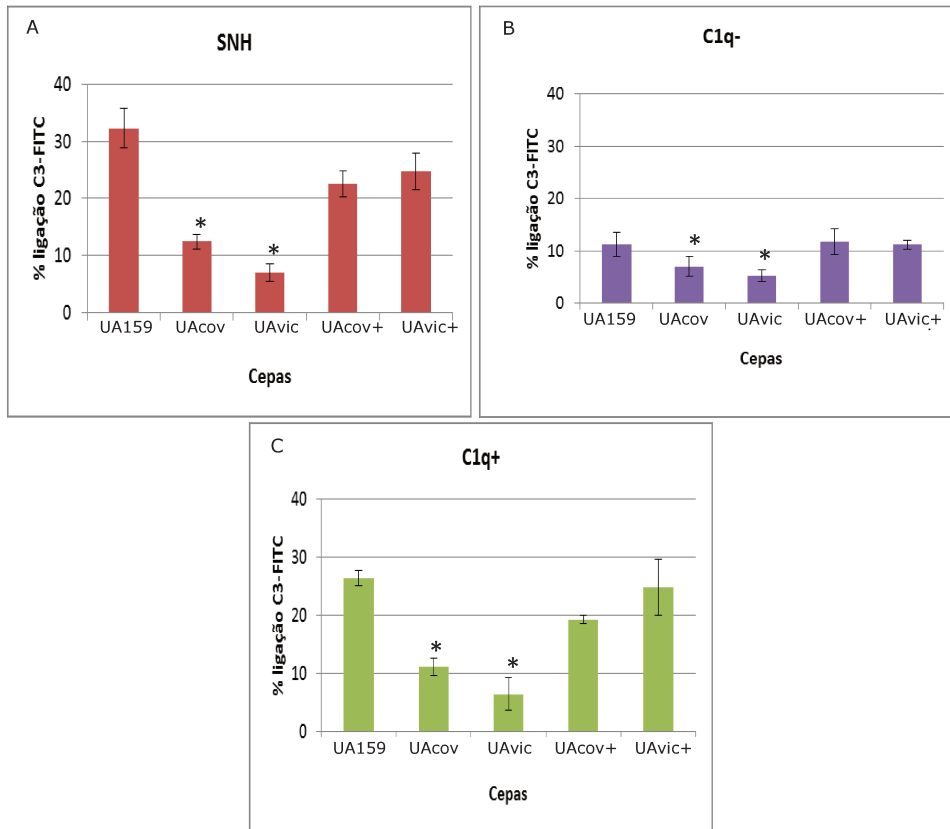 A
SNH
% ligação C3-FITC
40
30
20
10
0
*
*
UA159 UAcov UAvic UAcov+ UAvic+
Cepas
B
C1q-
% ligação C3-FITC
40
30
20
10
0
*
*
UA159 UAcov UAvic UAcov+ UAvic+
Cepas
C
C1q+
% ligação C3-FITC
40
30
20
10
0
*
*
UA159 UAcov UAvic UAcov+ UAvic+
Cepas